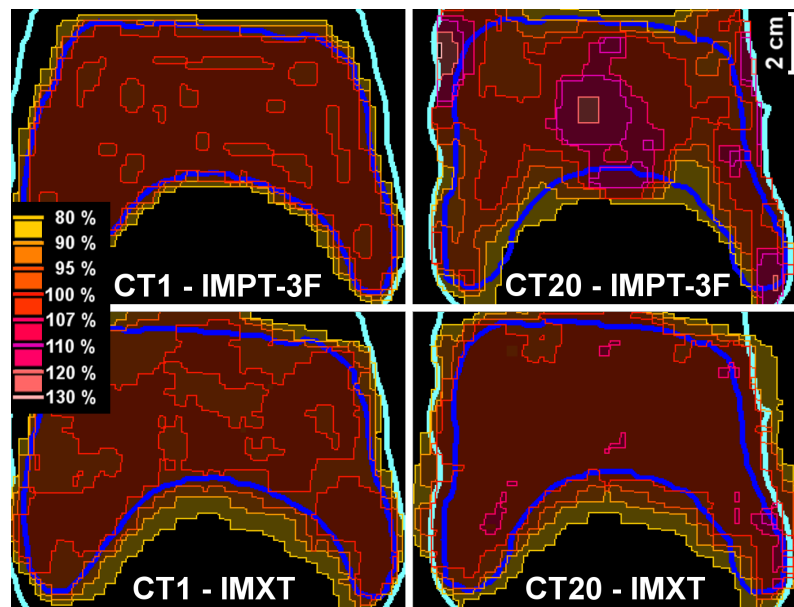 2 cm
80 %
90 %
95 %
100 %
107 %
110 %
120 %
130 %
CT1 - IMPT-3F
CT20 - IMPT-3F
CT1 - IMXT
CT20 - IMXT